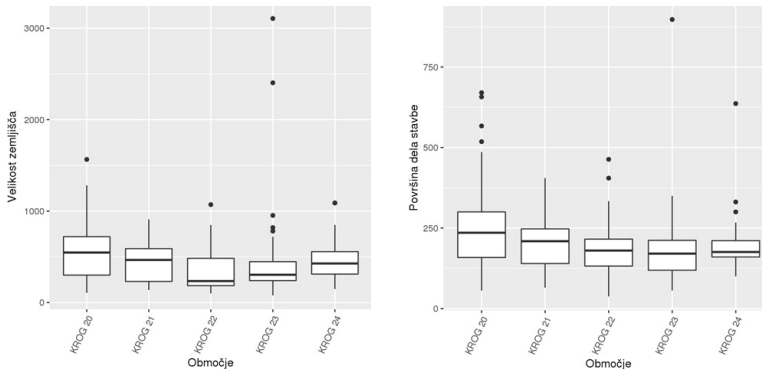 Velikost zemljišča
3000
2000
1000
0
KROG 20
KROG 21
KROG 22
KROG 23
KROG 24
Območje
Površina dela stavbe
750
500
250
0
KROG 20
KROG 21
KROG 22
KROG 23
KROG 24
Območje